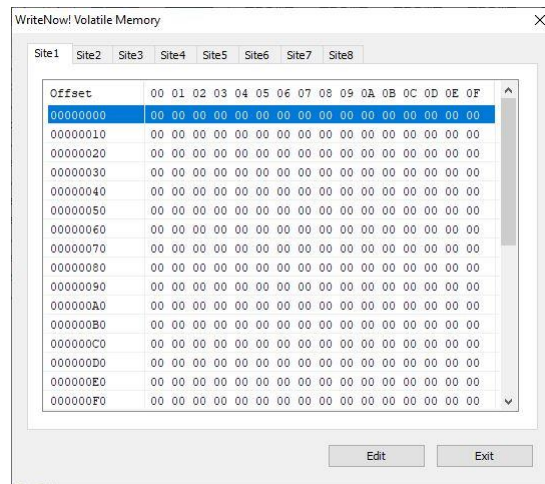 WriteNow! Volatile Memory
Site1 Site2 Site3 Site4 Site5 Site6 Site7 Site8
Offset 00 01 02 03 04 05 06 07 08 09 0A 0B 0C 0D 0E 0F
00000000 00 00 00 00 00 00 00 00 00 00 00 00 00 00 00 00
00000010 00 00 00 00 00 00 00 00 00 00 00 00 00 00 00 00
00000020 00 00 00 00 00 00 00 00 00 00 00 00 00 00 00 00
00000030 00 00 00 00 00 00 00 00 00 00 00 00 00 00 00 00
00000040 00 00 00 00 00 00 00 00 00 00 00 00 00 00 00 00
00000050 00 00 00 00 00 00 00 00 00 00 00 00 00 00 00 00
00000060 00 00 00 00 00 00 00 00 00 00 00 00 00 00 00 00
00000070 00 00 00 00 00 00 00 00 00 00 00 00 00 00 00 00
00000080 00 00 00 00 00 00 00 00 00 00 00 00 00 00 00 00
00000090 00 00 00 00 00 00 00 00 00 00 00 00 00 00 00 00
000000A0 00 00 00 00 00 00 00 00 00 00 00 00 00 00 00 00
000000B0 00 00 00 00 00 00 00 00 00 00 00 00 00 00 00 00
000000C0 00 00 00 00 00 00 00 00 00 00 00 00 00 00 00 00
000000D0 00 00 00 00 00 00 00 00 00 00 00 00 00 00 00 00
000000E0 00 00 00 00 00 00 00 00 00 00 00 00 00 00 00 00
000000F0 00 00 00 00 00 00 00 00 00 00 00 00 00 00 00 00
Edit Exit